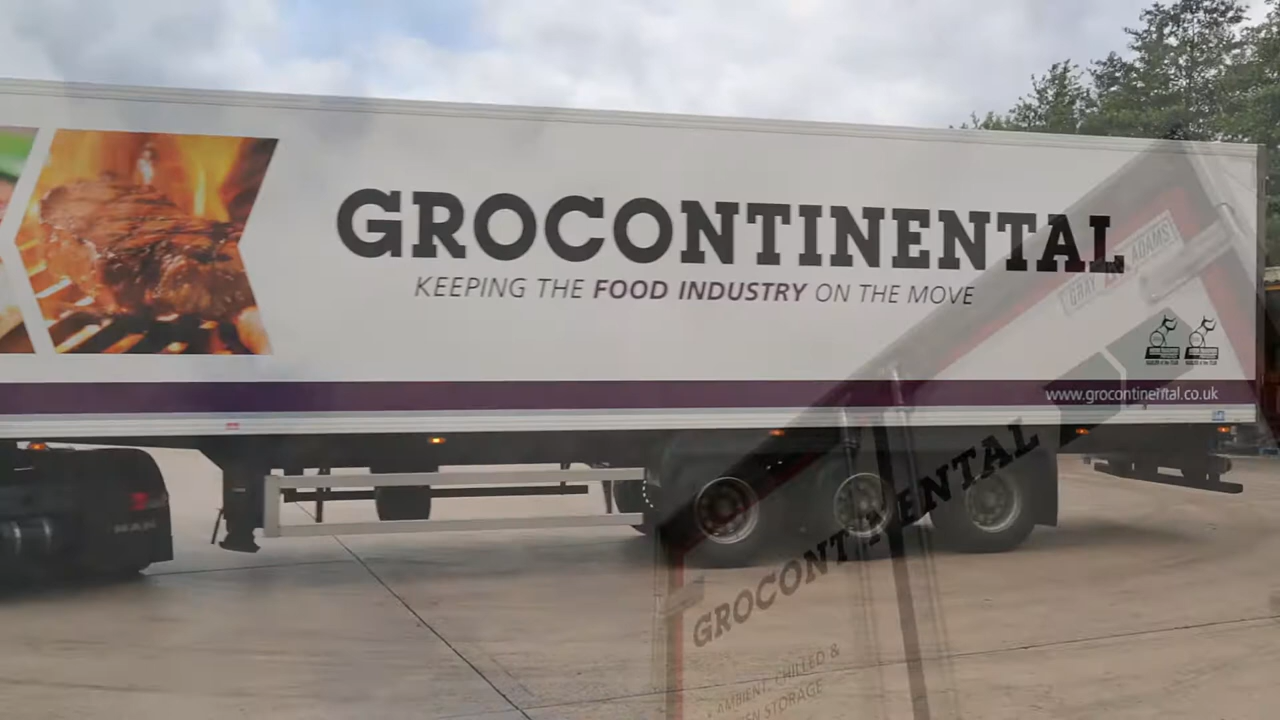 GROCONTINENTAL
KEEPING THE FOOD INDUSTRY ON THE MOVE
GRAY ADAMS
www.grocontinental.co.uk
MAN
GROCONTINENTAL
AMBIENT, CHILLED &
STORAGE